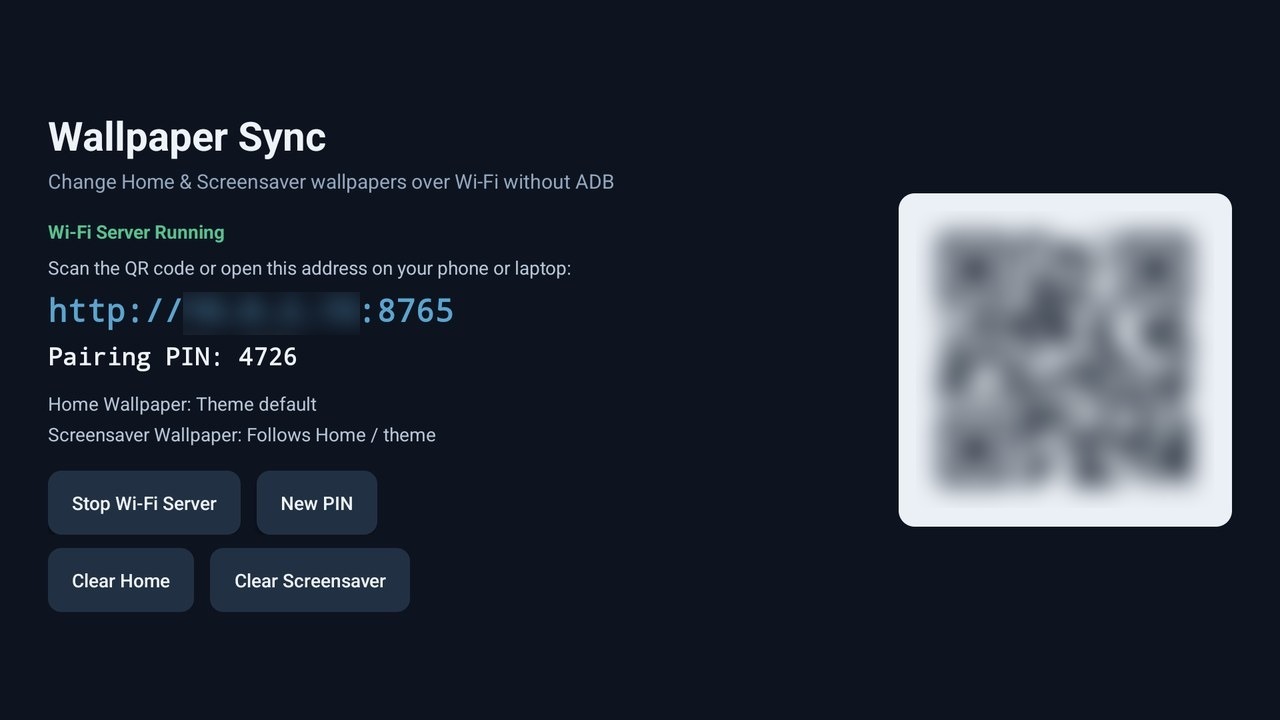 Wallpaper Sync
Change Home & Screensaver wallpapers over Wi-Fi without ADB
Wi-Fi Server Running
Scan the QR code or open this address on your phone or laptop:
http:// :8765
Pairing PIN: 4726
Home Wallpaper: Theme default
Screensaver Wallpaper: Follows Home / theme
Stop Wi-Fi Server
New PIN
Clear Home
Clear Screensaver